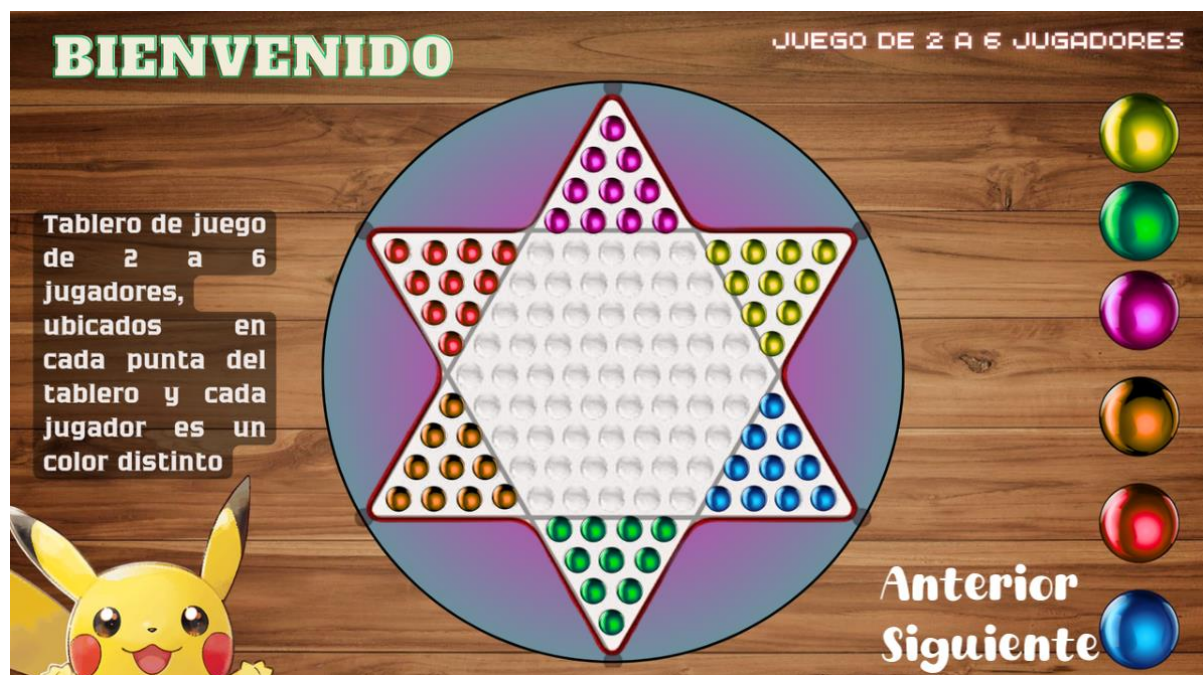 BIENVENIDO
JUEGO DE 2 A 6 JUGADORES
Tablero de juego
de 2 a 6
jugadores,
ubicados en
cada punta del
tablero y cada
jugador es un
color distinto
Anterior
Siguiente